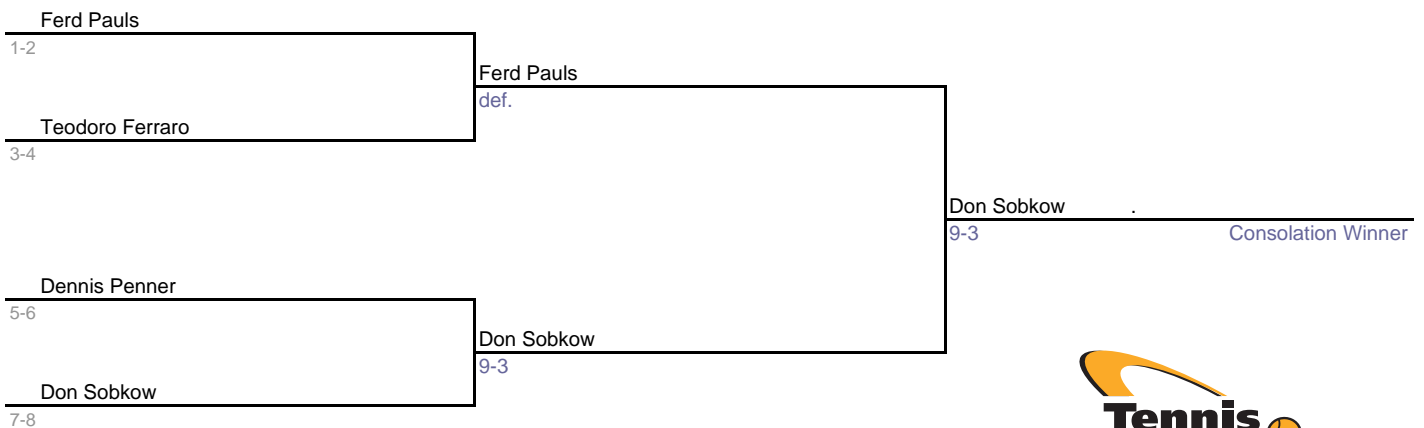 Ferd Pauls
1-2
Ferd Pauls
def.
Teodoro Ferraro
3-4
Don Sobkow .
9-3 Consolation Winner
Dennis Penner
5-6
Don Sobkow
9-3
Don Sobkow
7-8
Tennis